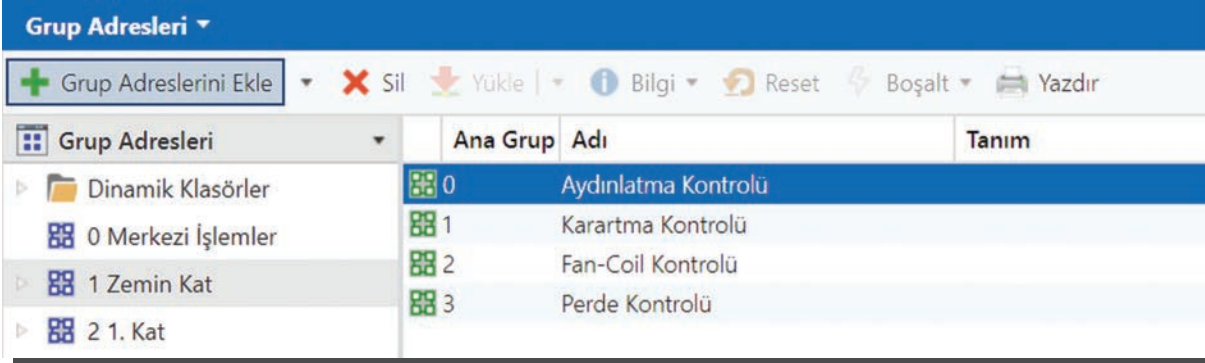 Grup Adresleri
Grup Adreslerini Ekle Sil Yükle Bilgi Reset Boşalt Yazdır
Grup Adresleri Ana Grup Adı Tanım
Dinamik Klasörler 0 Aydınlatma Kontrolü
0 Merkezi İşlemler 1 Karartma Kontrolü
1 Zemin Kat 2 Fan-Coil Kontrolü
2 1. Kat 3 Perde Kontrolü